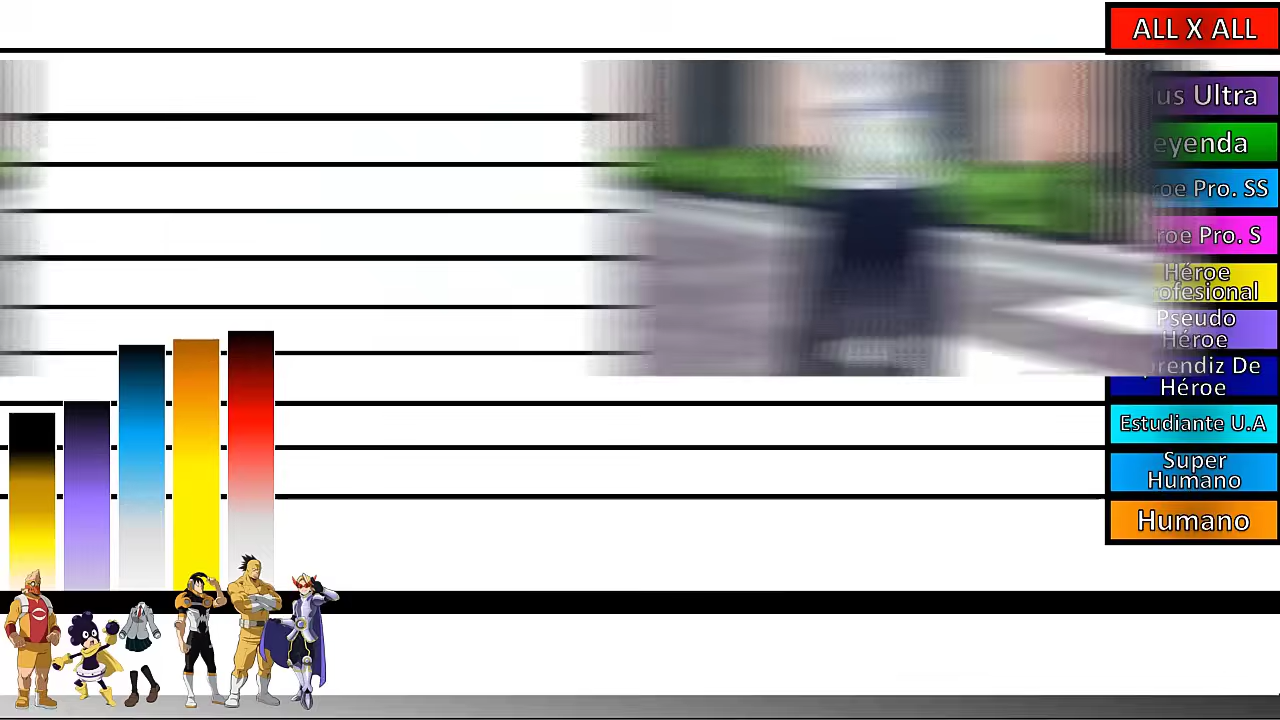 ALL X ALL
us Ultra
eyenda
roe Pro. SS
roe Pro. S
Héroe
ofesional
Pseudo
Héroe
prendiz De
Héroe
Estudiante U.A
Super
Humano
Humano